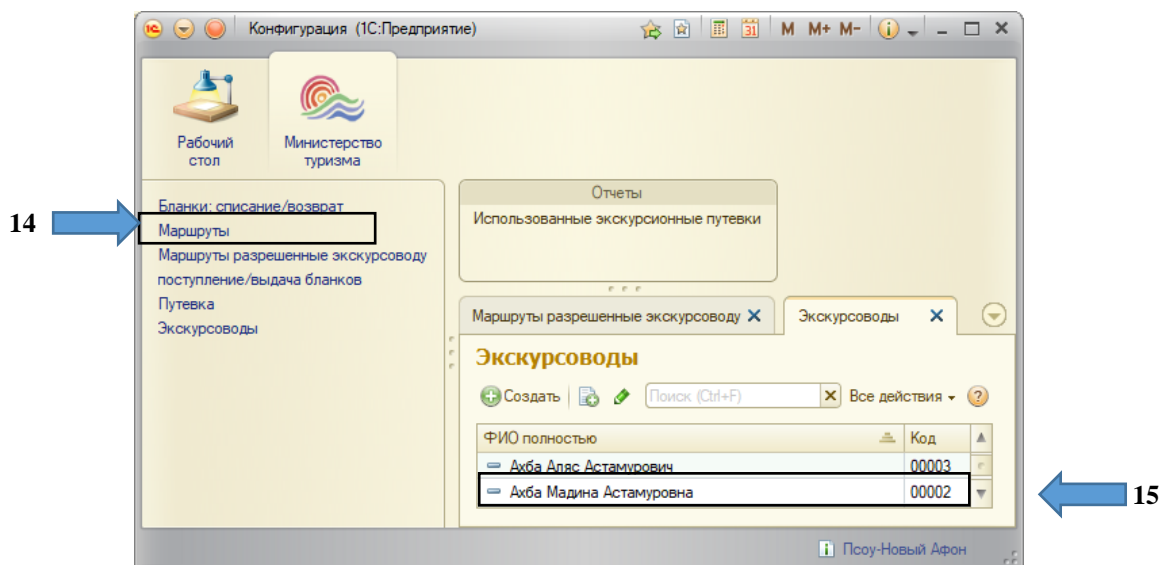 Конфигурация (1С:Предприятие)
31 M M+ M-
Рабочий
стол
Министерство
туризма
14
Бланки: списание/возврат
Маршруты
Маршруты разрешенные экскурсоводу
поступление/выдача бланков
Путевка
Экскурсоводы
Отчеты
Использованные экскурсионные путевки
Маршруты разрешенные экскурсоводу
Экскурсоводы
Экскурсоводы
Создать
Поиск (Ctrl+F)
Все действия
ФИО полностью Код
Ахба Аляс Астамурович 00003
Ахба Мадина Астамуровна 00002
15
Псоу-Новый Афон